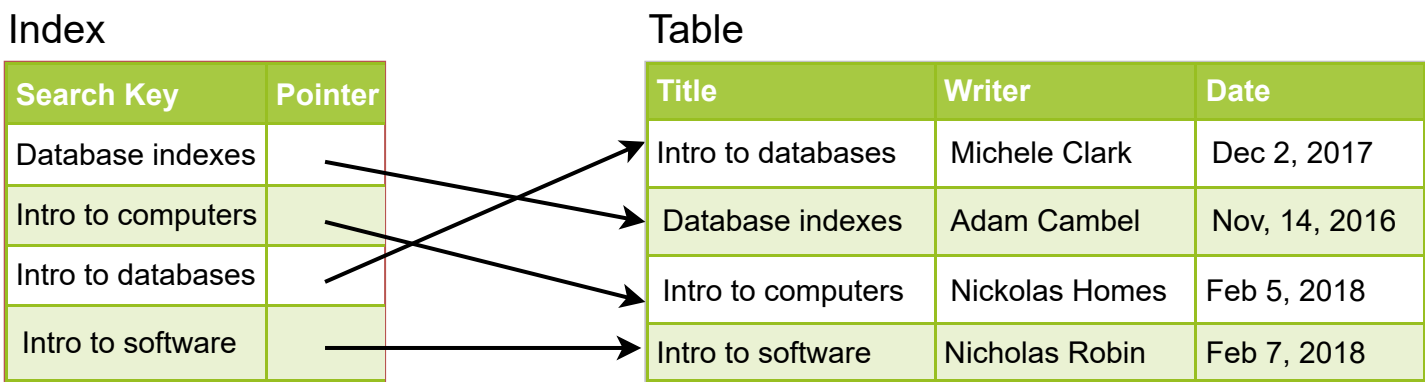 Index
Search Key Pointer
Database indexes
Intro to computers
Intro to databases
Intro to software
Table
Title Writer Date
Intro to databases Michele Clark Dec 2, 2017
Database indexes Adam Cambel Nov, 14, 2016
Intro to computers Nickolas Homes Feb 5, 2018
Intro to software Nicholas Robin Feb 7, 2018